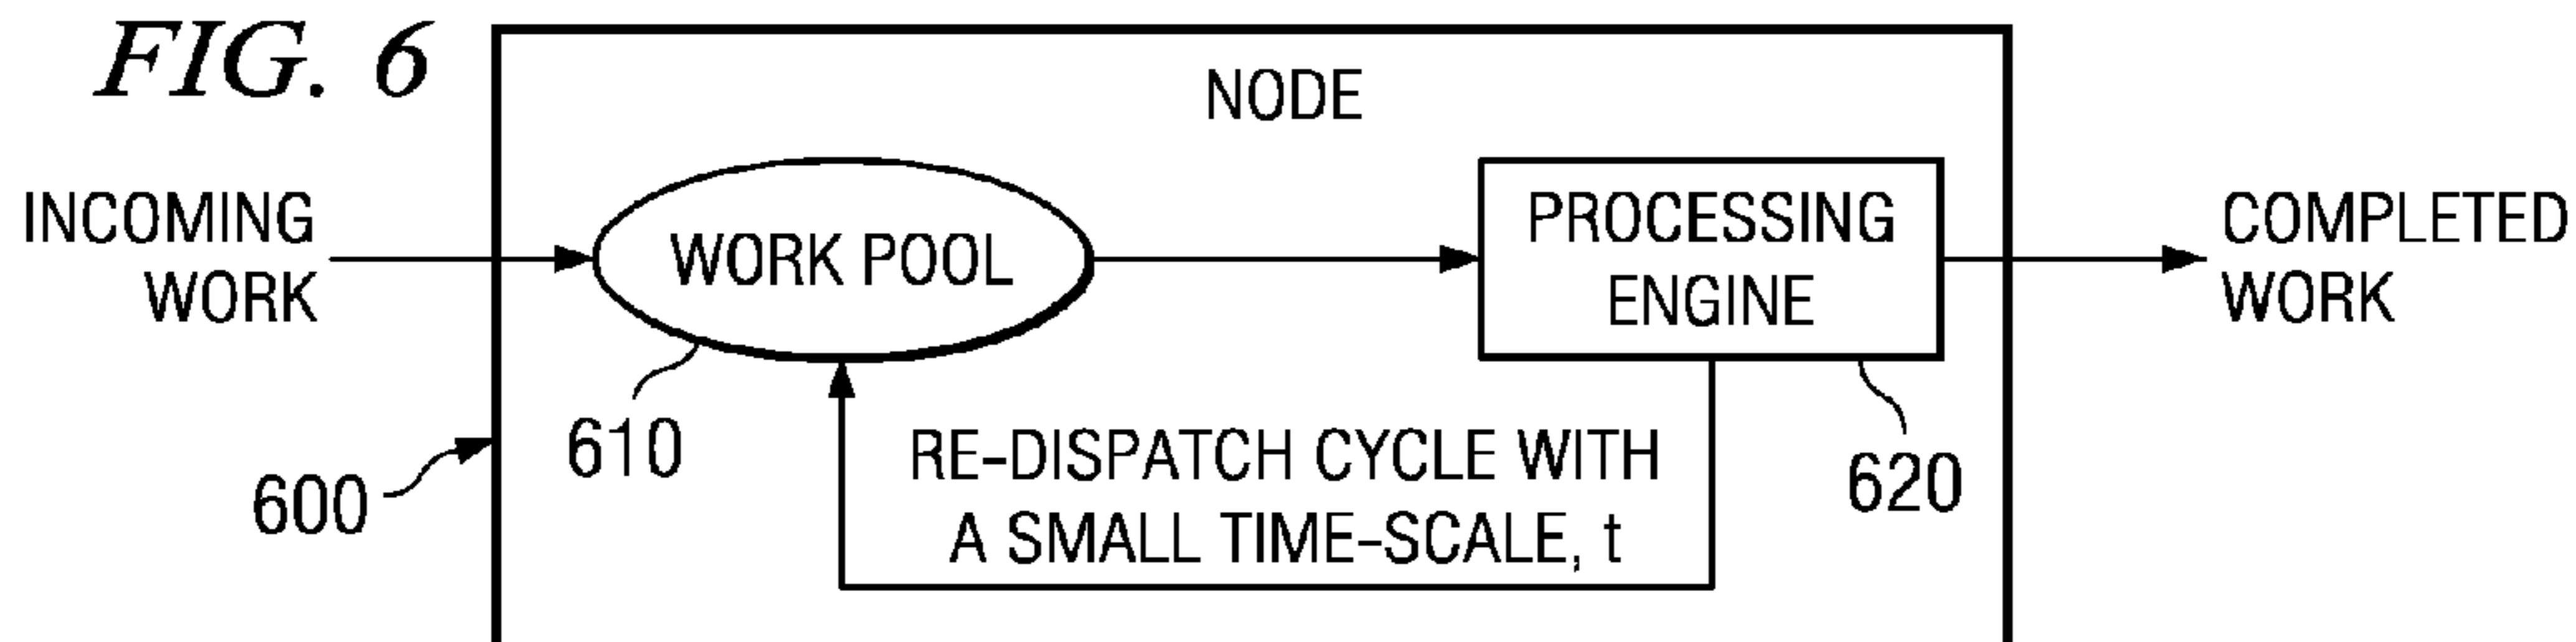 FIG. 6
NODE
INCOMING
WORK
WORK POOL
PROCESSING
ENGINE
COMPLETED
WORK
610
RE-DISPATCH CYCLE WITH
A SMALL TIME-SCALE, t
620
600